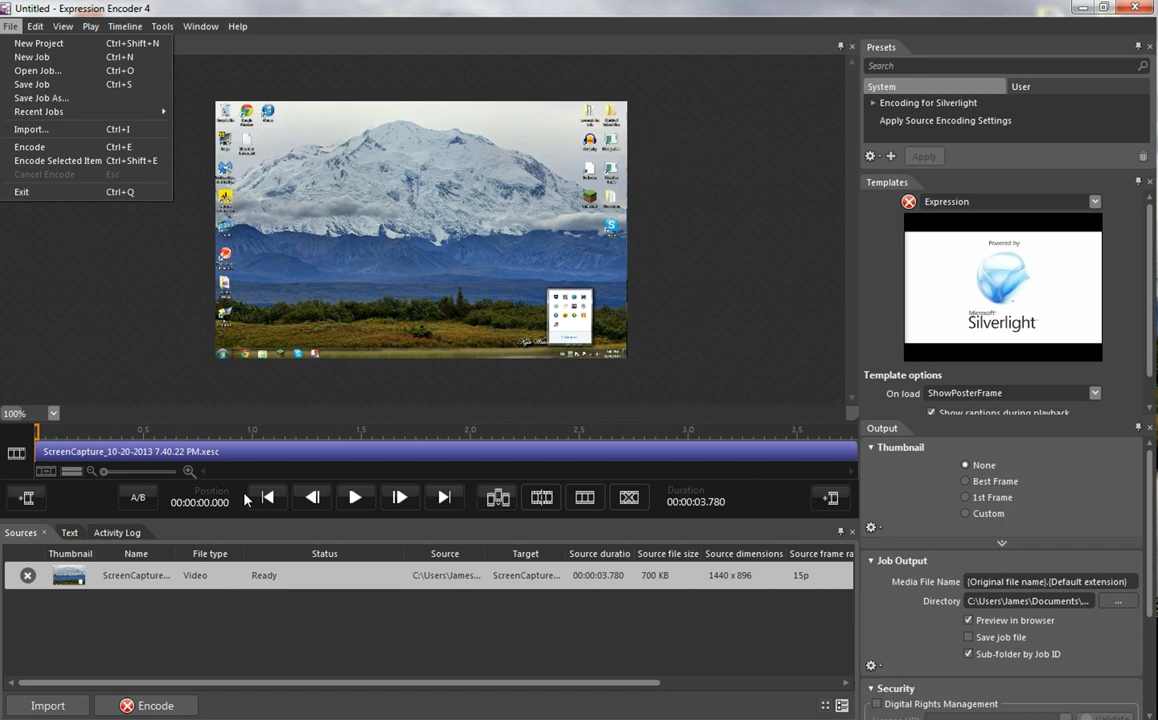 Untitled - Expression Encoder 4
File Edit View Play Timeline Tools Window Help
New Project Ctrl+Shift+N
New Job Ctrl+N
Open Job... Ctrl+O
Save Job Ctrl+S
Save Job As...
Recent Jobs
Import... Ctrl+I
Encode Ctrl+E
Encode Selected Item Ctrl+Shift+E
Cancel Encode Esc
Exit Ctrl+Q
100%
0,5 1,0 1,5 2,0 2,5 3,0 3,5
ScreenCapture_10-20-2013 7.40.22 PM.xesc
A/B
Position
00:00:00.000
Duration
00:00:03.780
Sources Text Activity Log
Thumbnail Name File type Status Source Target Source duratio Source file size Source dimensions Source frame ra
ScreenCapture... Video Ready C:\Users\James... ScreenCapture... 00:00:03.780 700 KB 1440 x 896 15p
Import Encode
Presets
Search
System User
Encoding for Silverlight
Apply Source Encoding Settings
Apply
Templates
Expression
Powered by
Microsoft
Silverlight
Template options
On load ShowPosterFrame
Show captions during playback
Output
Thumbnail
None
Best Frame
1st Frame
Custom
Job Output
Media File Name {Original file name}.{Default extension}
Directory C:\Users\James\Documents\... ...
Preview in browser
Save job file
Sub-folder by Job ID
Security
Digital Rights Management